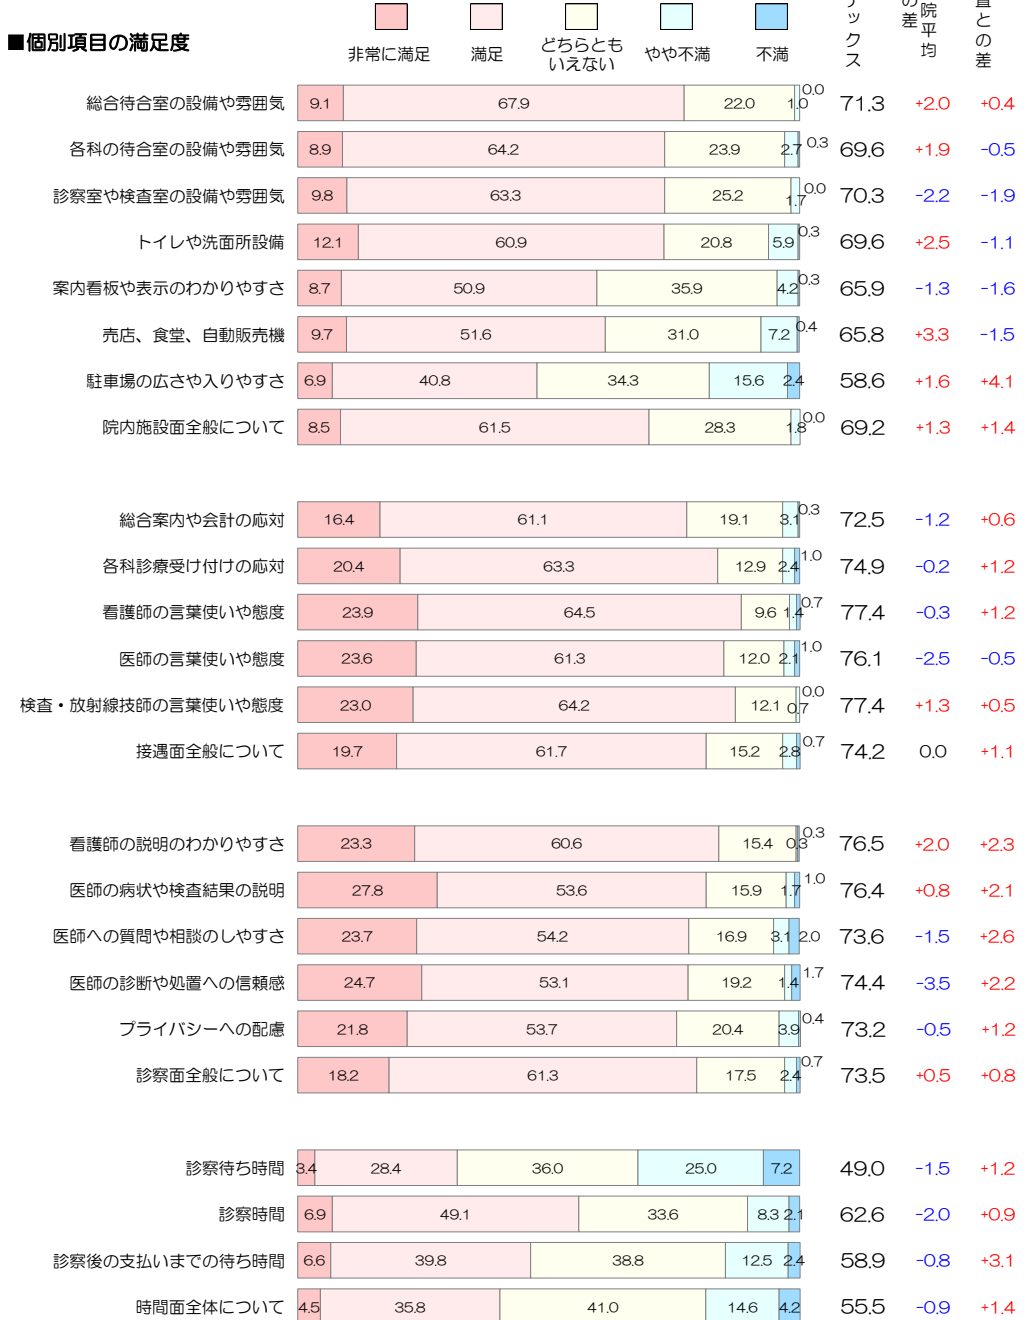 ■個別項目の満足度
非常に満足 満足 どちらとも やや不満 不満
いえない
ックス
の差
院平均
との差
総合待合室の設備や雰囲気 9.1 67.9 22.0 1.0 0.0 71.3 +2.0 +0.4
各科の待合室の設備や雰囲気 8.9 64.2 23.9 2.7 0.3 69.6 +1.9 -0.5
診察室や検査室の設備や雰囲気 9.8 63.3 25.2 1.7 0.0 70.3 -2.2 -1.9
トイレや洗面所設備 12.1 60.9 20.8 5.9 0.3 69.6 +2.5 -1.1
案内看板や表示のわかりやすさ 8.7 50.9 35.9 4.2 0.3 65.9 -1.3 -1.6
売店、食堂、自動販売機 9.7 51.6 31.0 7.2 0.4 65.8 +3.3 -1.5
駐車場の広さや入りやすさ 6.9 40.8 34.3 15.6 2.4 58.6 +1.6 +4.1
院内施設面全般について 8.5 61.5 28.3 1.8 0.0 69.2 +1.3 +1.4
総合案内や会計の応対 16.4 61.1 19.1 3.1 0.3 72.5 -1.2 +0.6
各科診療受け付けの応対 20.4 63.3 12.9 2.4 1.0 74.9 -0.2 +1.2
看護師の言葉使いや態度 23.9 64.5 9.6 1.4 0.7 77.4 -0.3 +1.2
医師の言葉使いや態度 23.6 61.3 12.0 2.1 1.0 76.1 -2.5 -0.5
検査・放射線技師の言葉使いや態度 23.0 64.2 12.1 0.7 0.0 77.4 +1.3 +0.5
接遇面全般について 19.7 61.7 15.2 2.8 0.7 74.2 0.0 +1.1
看護師の説明のわかりやすさ 23.3 60.6 15.4 0.3 0.3 76.5 +2.0 +2.3
医師の病状や検査結果の説明 27.8 53.6 15.9 1.7 1.0 76.4 +0.8 +2.1
医師への質問や相談のしやすさ 23.7 54.2 16.9 3.1 2.0 73.6 -1.5 +2.6
医師の診断や処置への信頼感 24.7 53.1 19.2 1.4 1.7 74.4 -3.5 +2.2
プライバシーへの配慮 21.8 53.7 20.4 3.9 0.4 73.2 -0.5 +1.2
診察面全般について 18.2 61.3 17.5 2.4 0.7 73.5 +0.5 +0.8
診察待ち時間 3.4 28.4 36.0 25.0 7.2 49.0 -1.5 +1.2
診察時間 6.9 49.1 33.6 8.3 2.1 62.6 -2.0 +0.9
診察後の支払いまでの待ち時間 6.6 39.8 38.8 12.5 2.4 58.9 -0.8 +3.1
時間面全体について 4.5 35.8 41.0 14.6 4.2 55.5 -0.9 +1.4